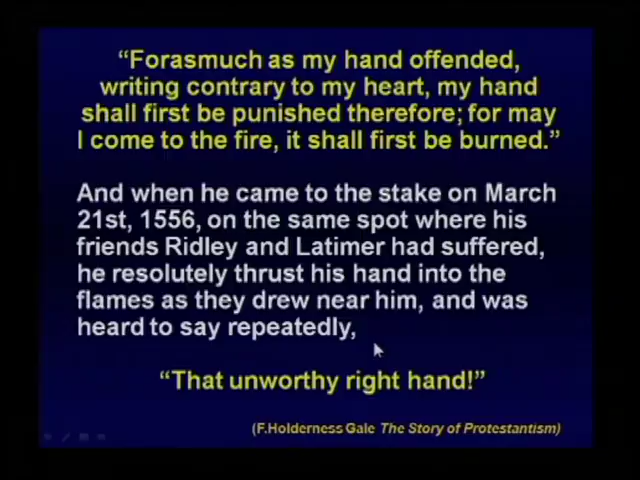 “Forasmuch as my hand offended,
writing contrary to my heart, my hand
shall first be punished therefore; for may
I come to the fire, it shall first be burned.”
And when he came to the stake on March
21st, 1556, on the same spot where his
friends Ridley and Latimer had suffered,
he resolutely thrust his hand into the
flames as they drew near him, and was
heard to say repeatedly,
“That unworthy right hand!”
(F.Holderness Gale The Story of Protestantism)